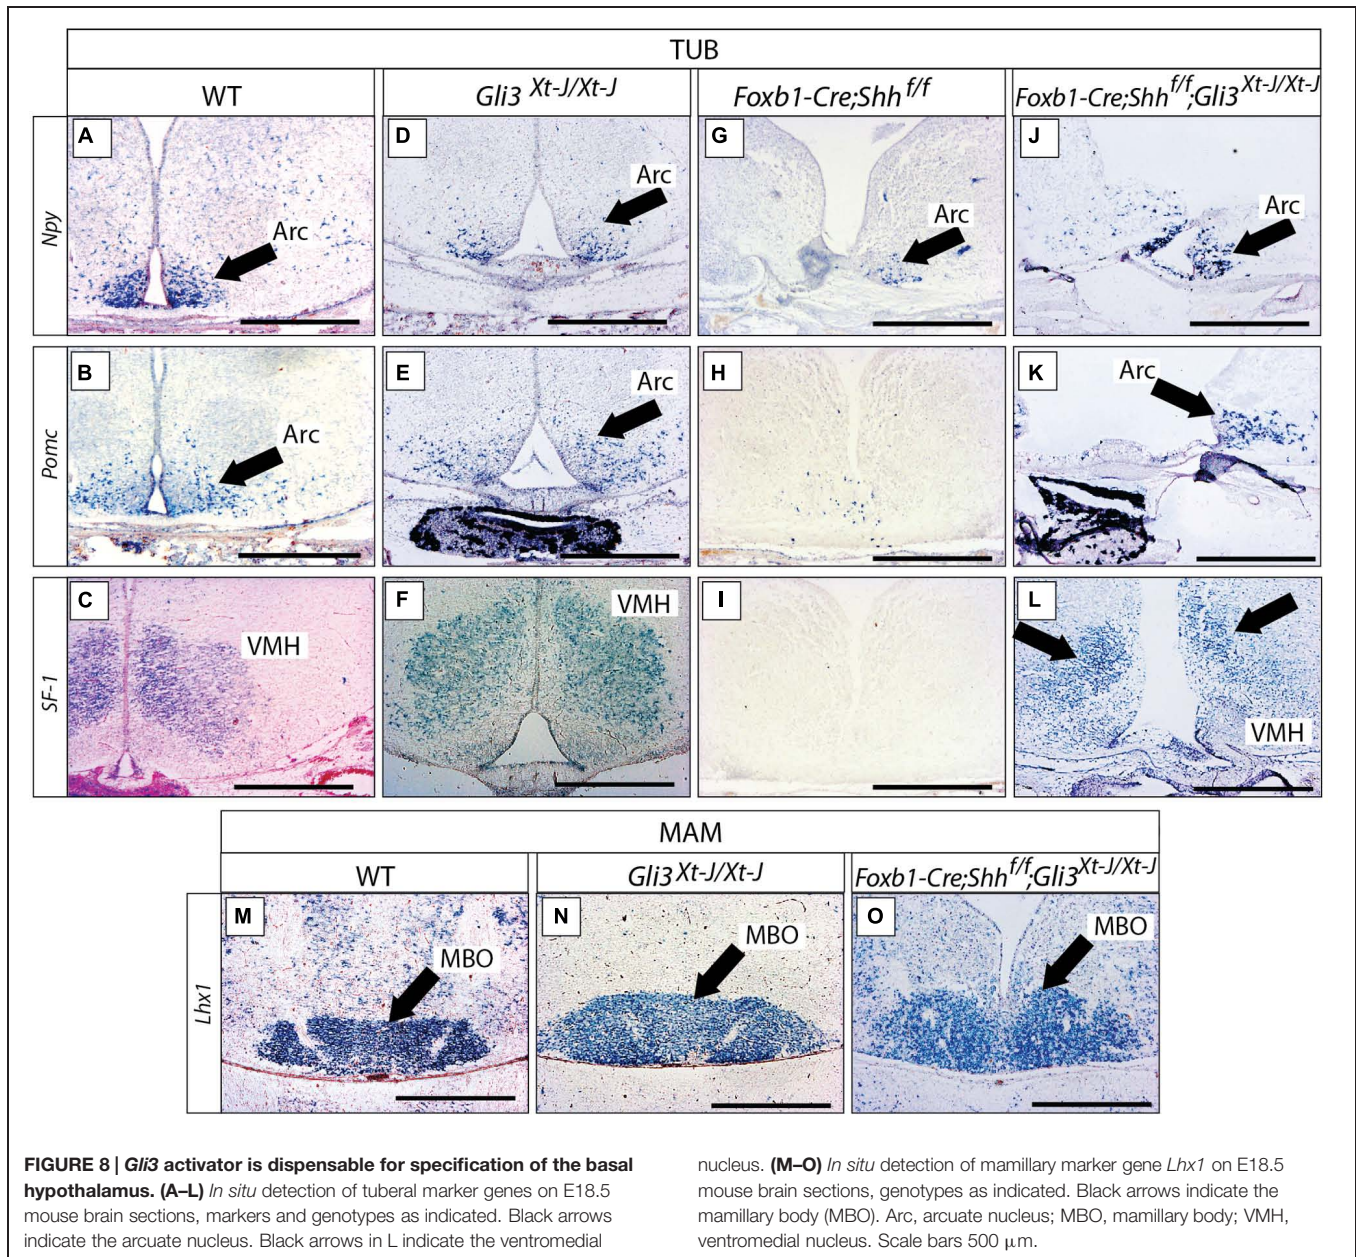 TUB
WT
Gli3 Xt-J/Xt-J
Foxb1-Cre;Shh f/f
Foxb1-Cre;Shh f/f;Gli3 Xt-J/Xt-J
Npy
A
Arc
D
Arc
G
Arc
J
Arc
Pomc
B
Arc
E
Arc
H
K
Arc
SF-1
C
VMH
F
VMH
I
L
VMH
MAM
WT
Gli3 Xt-J/Xt-J
Foxb1-Cre;Shh f/f;Gli3 Xt-J/Xt-J
Lhx1
M
MBO
N
MBO
O
MBO
FIGURE 8 | Gli3 activator is dispensable for specification of the basal
hypothalamus. (A–L) In situ detection of tuberal marker genes on E18.5
mouse brain sections, markers and genotypes as indicated. Black arrows
indicate the arcuate nucleus. Black arrows in L indicate the ventromedial
nucleus. (M–O) In situ detection of mamillary marker gene Lhx1 on E18.5
mouse brain sections, genotypes as indicated. Black arrows indicate the
mamillary body (MBO). Arc, arcuate nucleus; MBO, mamillary body; VMH,
ventromedial nucleus. Scale bars 500 μm.